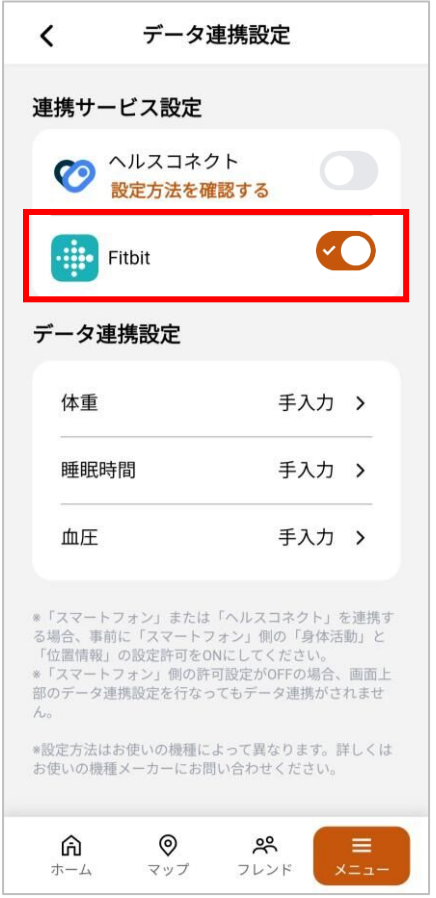 データ連携設定
連携サービス設定
ヘルスコネクト
設定方法を確認する
Fitbit
データ連携設定
体重 手入力
睡眠時間 手入力
血圧 手入力
※「スマートフォン」または「ヘルスコネクト」を連携す
る場合、事前に「スマートフォン」側の「身体活動」と
「位置情報」の設定許可をONにしてください。
※「スマートフォン」側の許可設定がOFFの場合、画面上
部のデータ連携設定を行なってもデータ連携がされませ
ん。
※設定方法はお使いの機種によって異なります。詳しくは
お使いの機種メーカーにお問い合わせください。
ホーム マップ フレンド メニュー